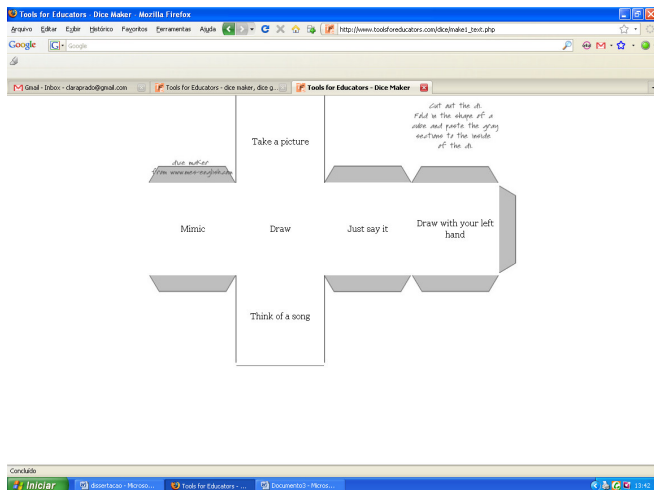 Tools for Educators - Dice Maker - Mozilla Firefox
Arquivo Editar Exibir Histórico Favoritos Ferramentas Ajuda http://www.toolsforeducators.com/dice/make1_text.php
Google Google
Gmail - Inbox - claraprado@gmail.com Tools for Educators - dice maker, dice g... Tools for Educators - Dice Maker
Cut out the di.
Fold in the shape of a
cube and paste the gray
sections to the inside
of the di.
Take a picture
dice maker
from www.mes-english.com
Mimic Draw Just say it Draw with your left
hand
Think of a song
Concluído
Iniciar dissertacao - Microso... Tools for Educators - ... Documento3 - Micros... 13:42